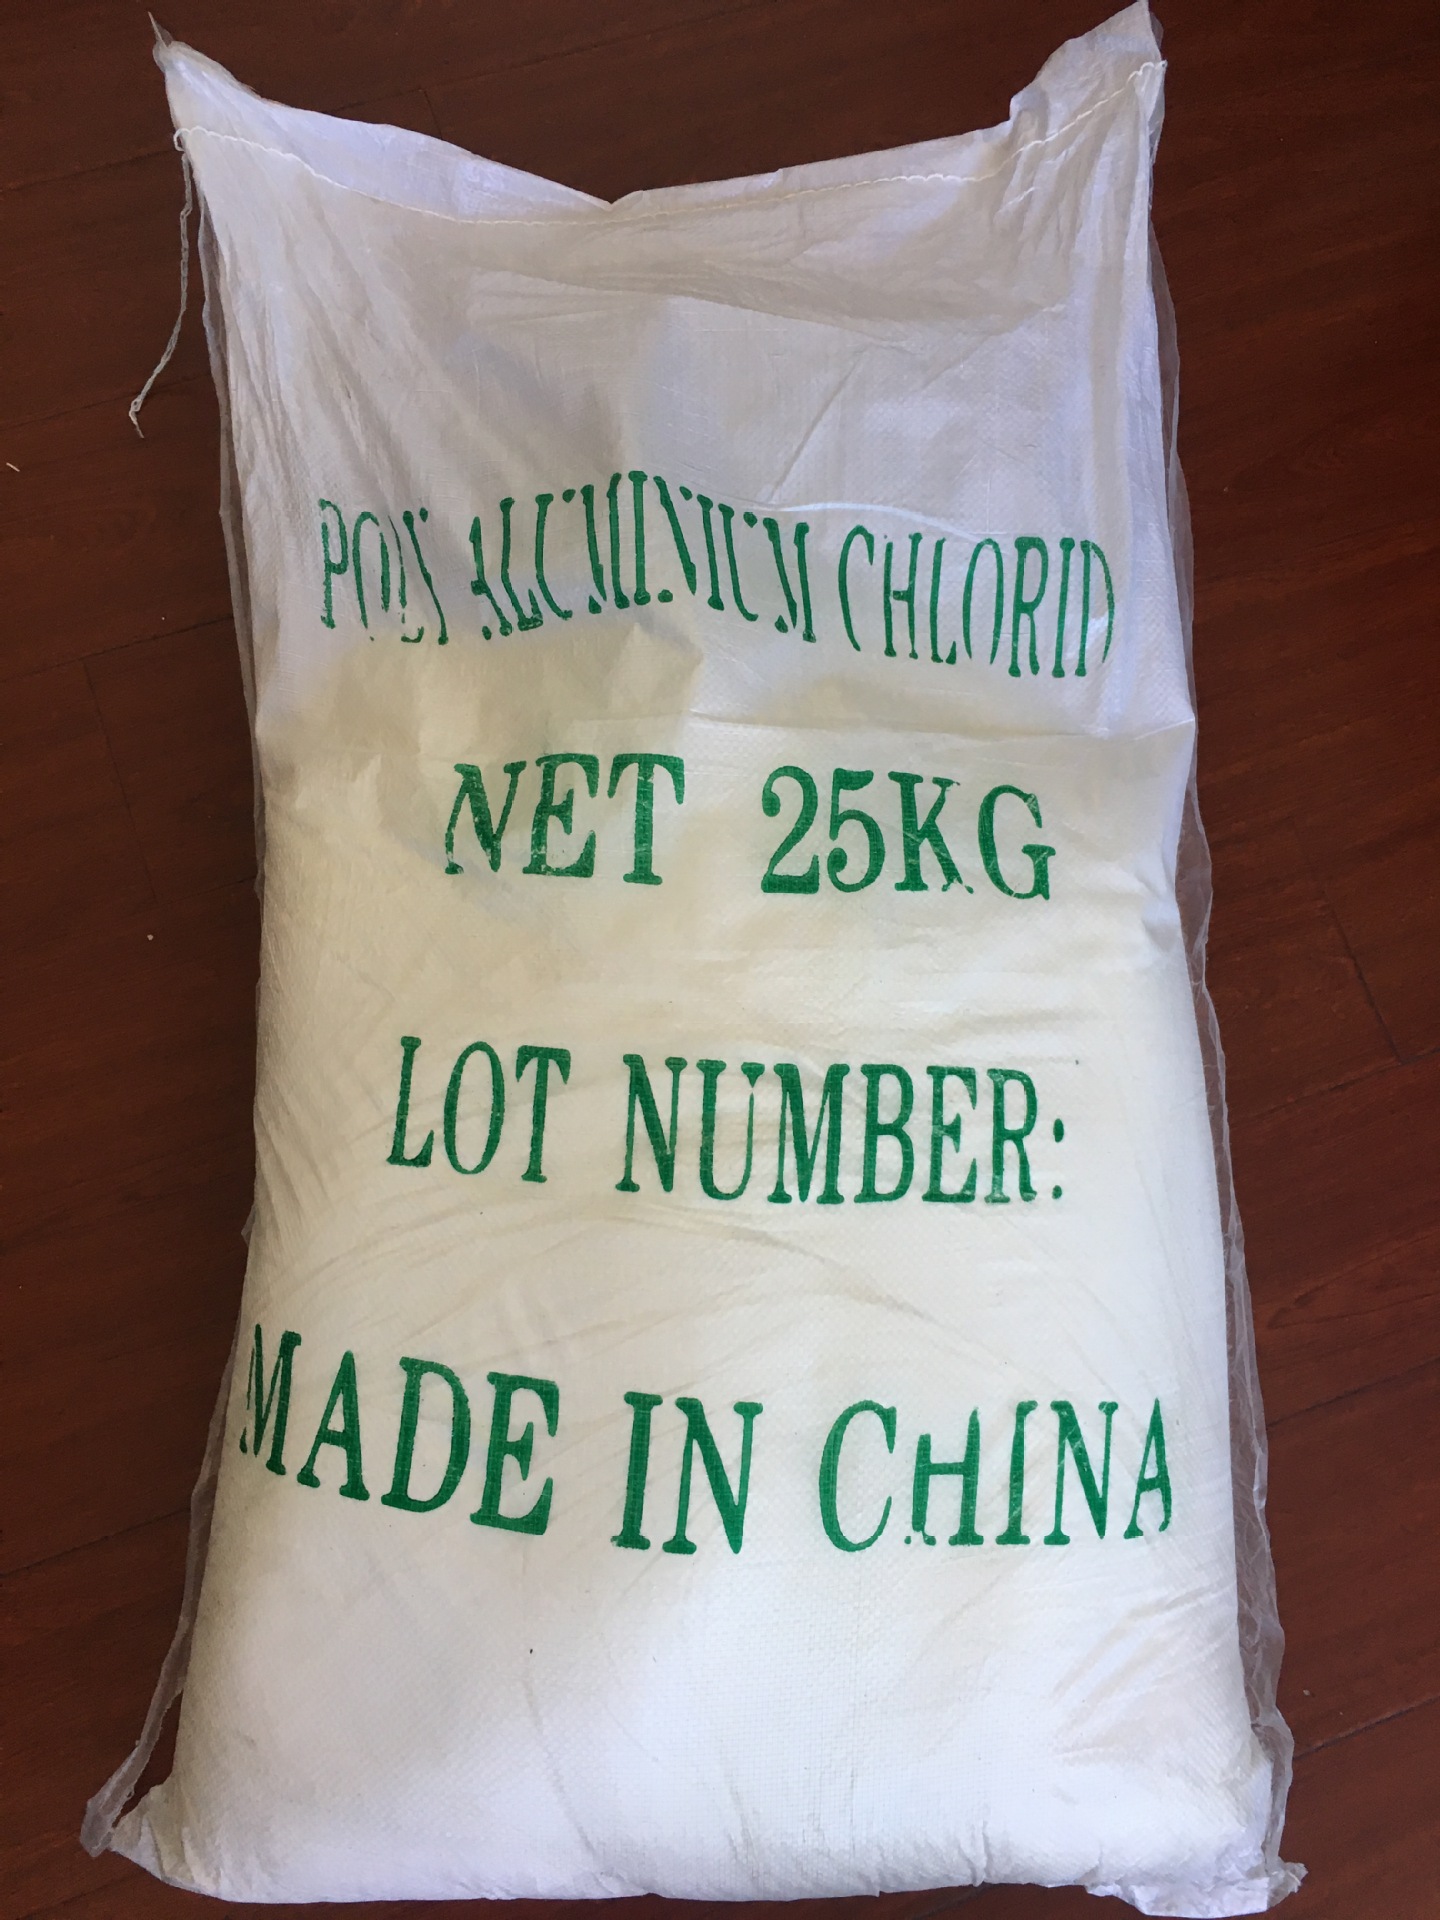 POLY ALUMINIUM CHLORID
NET 25KG
LOT NUMBER:
MADE IN CHINA